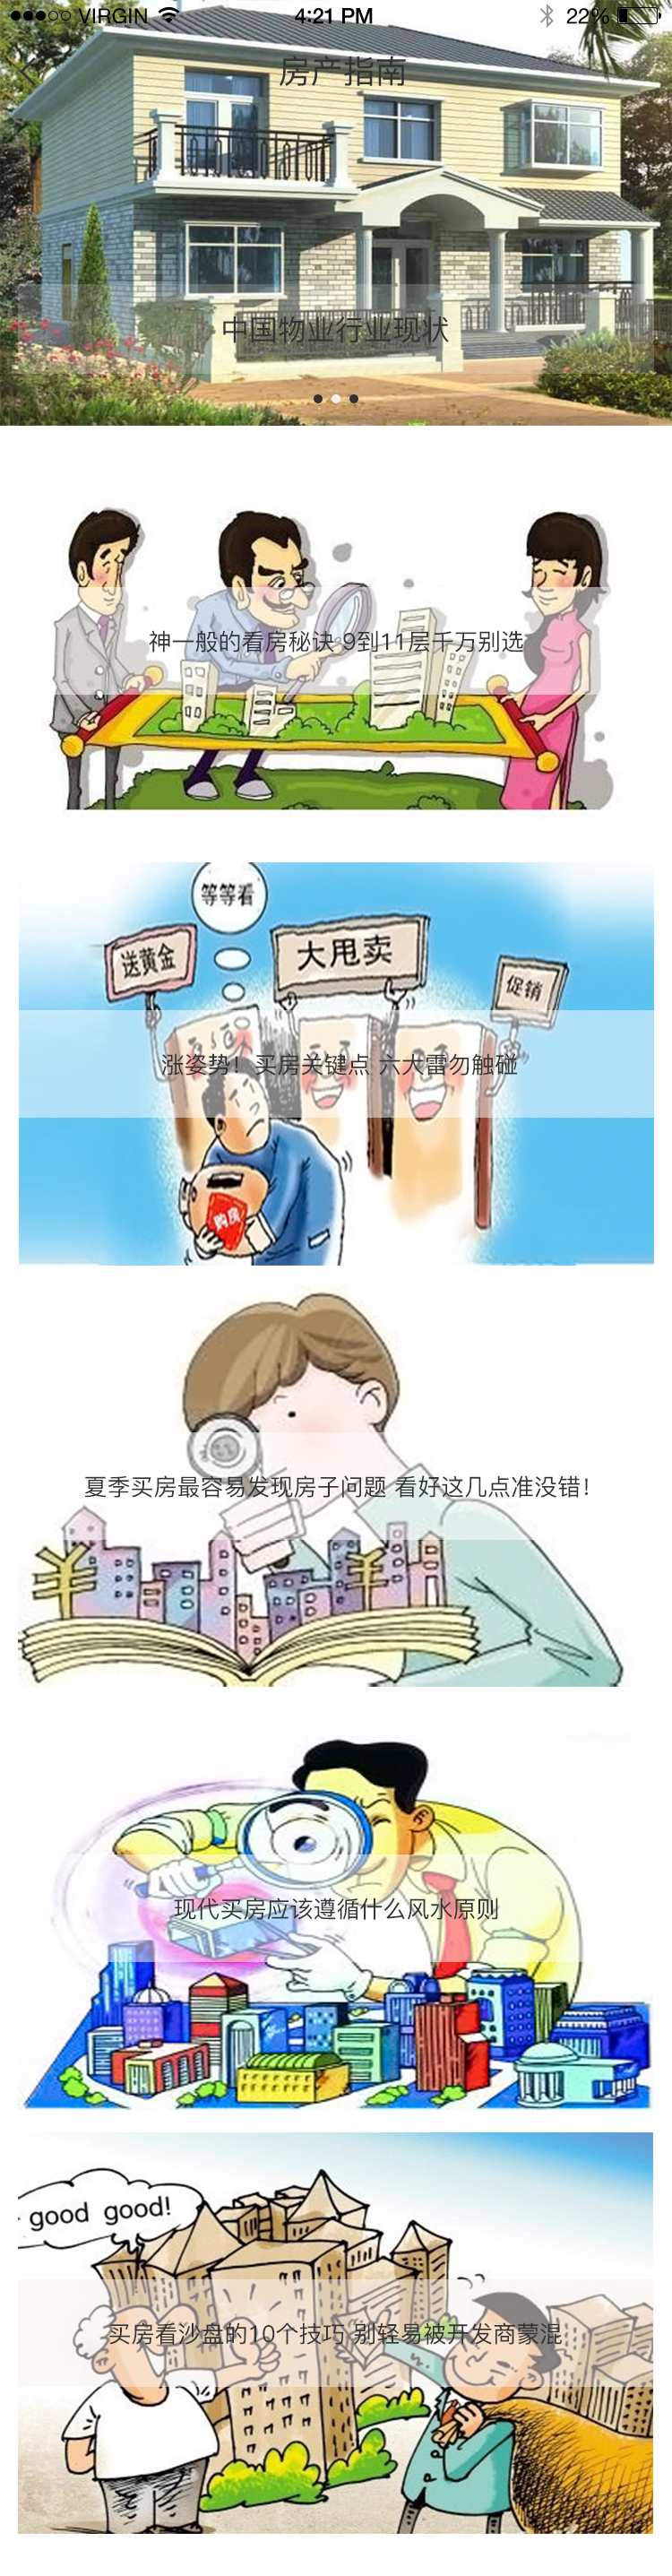 VIRGIN 4:21 PM 22%
房产指南
中国物业行业现状
神一般的看房秘诀 9到11层千万别选
等等看
送黄金
大甩卖
促销
涨姿势！买房关键点 六大雷勿触碰
购房
夏季买房最容易发现房子问题 看好这几点准没错!
现代买房应该遵循什么风水原则
good good!
买房看沙盘的10个技巧 别轻易被开发商蒙混